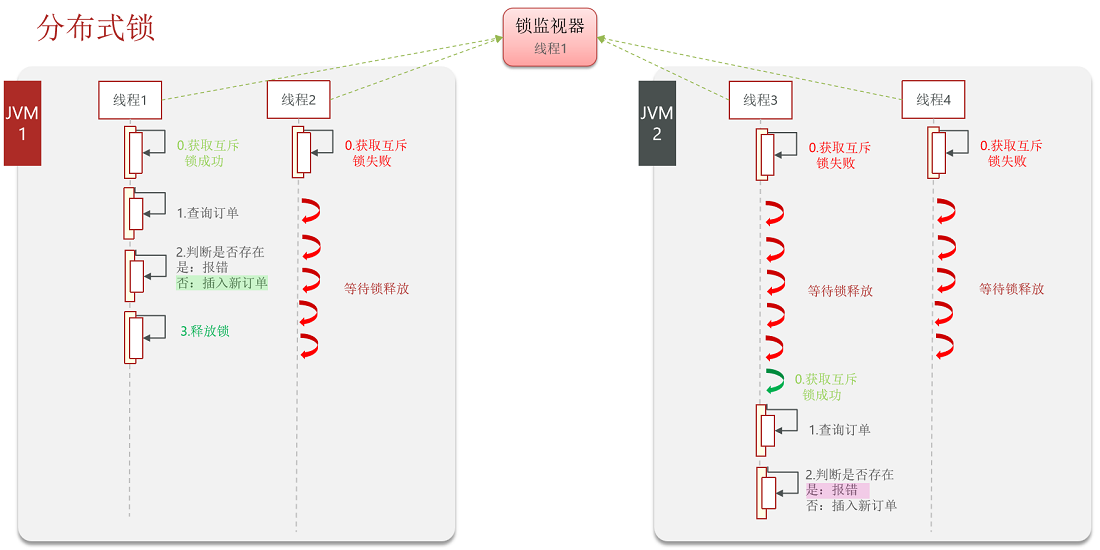 分布式锁
锁监视器
线程1
JVM
1
线程1
0.获取互斥
锁成功
1.查询订单
2.判断是否存在
是：报错
否：插入新订单
3.释放锁
线程2
0.获取互斥
锁失败
等待锁释放
JVM
2
线程3
0.获取互斥
锁失败
等待锁释放
0.获取互斥
锁成功
1.查询订单
2.判断是否存在
是：报错
否：插入新订单
线程4
0.获取互斥
锁失败
等待锁释放